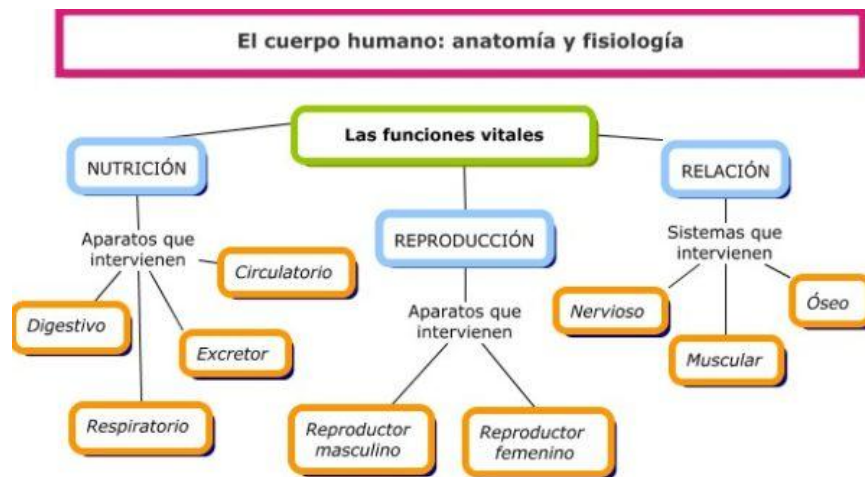 El cuerpo humano: anatomía y fisiología
Las funciones vitales
NUTRICIÓN
Aparatos que
intervienen
Circulatorio
Digestivo
Excretor
Respiratorio
REPRODUCCIÓN
Aparatos que
intervienen
Reproductor
masculino
Reproductor
femenino
RELACIÓN
Sistemas que
intervienen
Nervioso
Óseo
Muscular